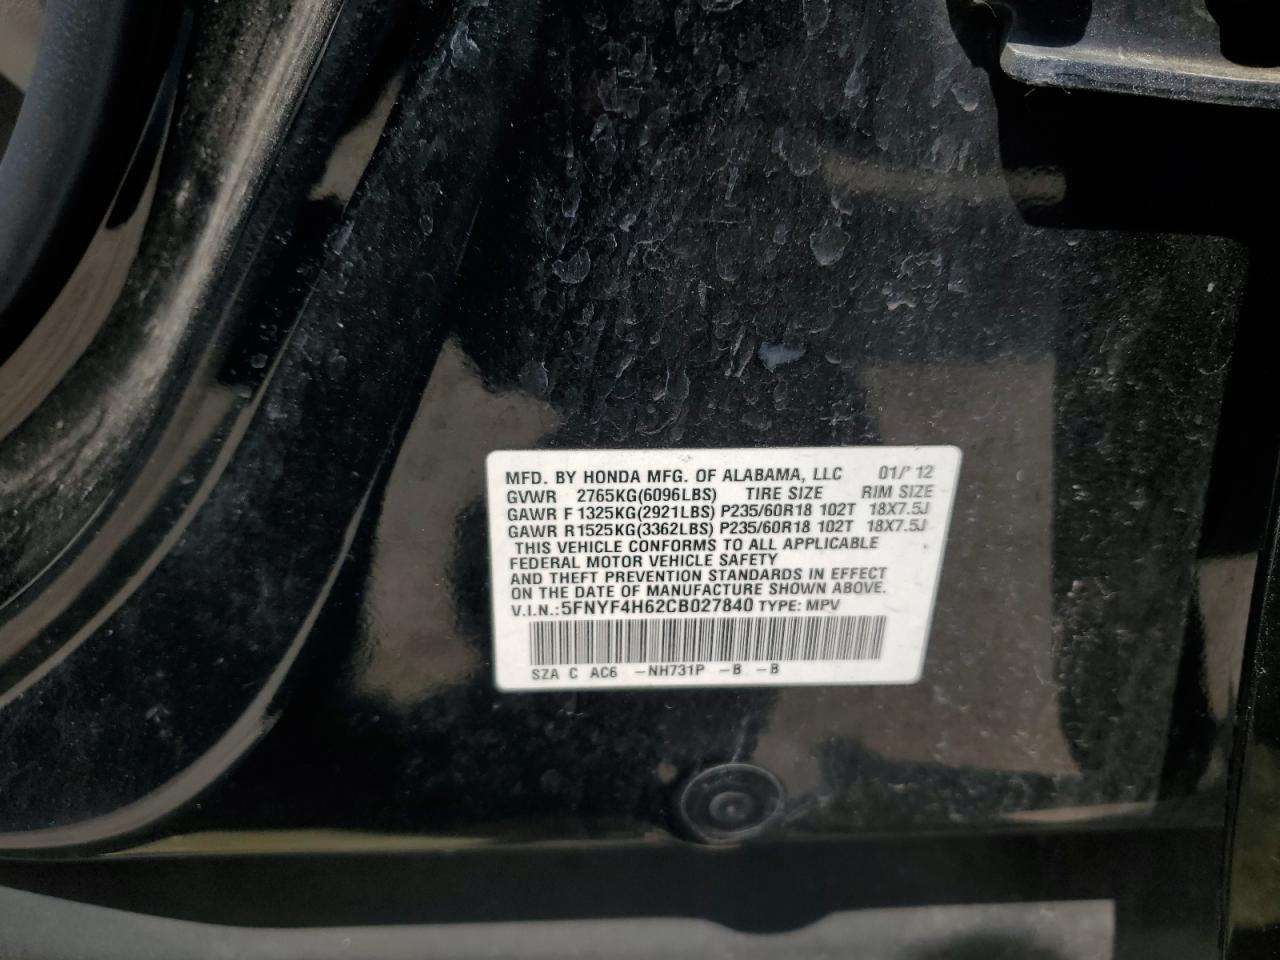 MFD. BY HONDA MFG. OF ALABAMA, LLC 01/'12
GVWR 2765KG(6096LBS) TIRE SIZE RIM SIZE
GAWR F 1325KG(2921LBS) P235/60R18 102T 18X7.5J
GAWR R1525KG(3362LBS) P235/60R18 102T 18X7.5J
THIS VEHICLE CONFORMS TO ALL APPLICABLE
FEDERAL MOTOR VEHICLE SAFETY
AND THEFT PREVENTION STANDARDS IN EFFECT
ON THE DATE OF MANUFACTURE SHOWN ABOVE.
V.I.N.:5FNYF4H62CB027840 TYPE: MPV
SZA C AC6 -NH731P -B -B